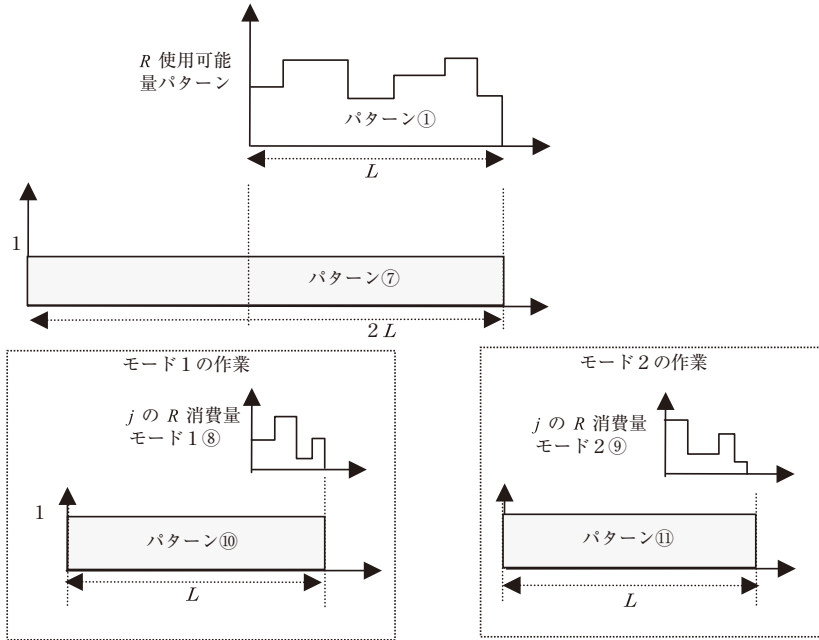 R 使用可能
量パターン
パターン①
L
1
パターン⑦
2L
モード1の作業
j の R 消費量
モード1⑧
1
パターン⑩
L
モード2の作業
j の R 消費量
モード2⑨
パターン⑪
L